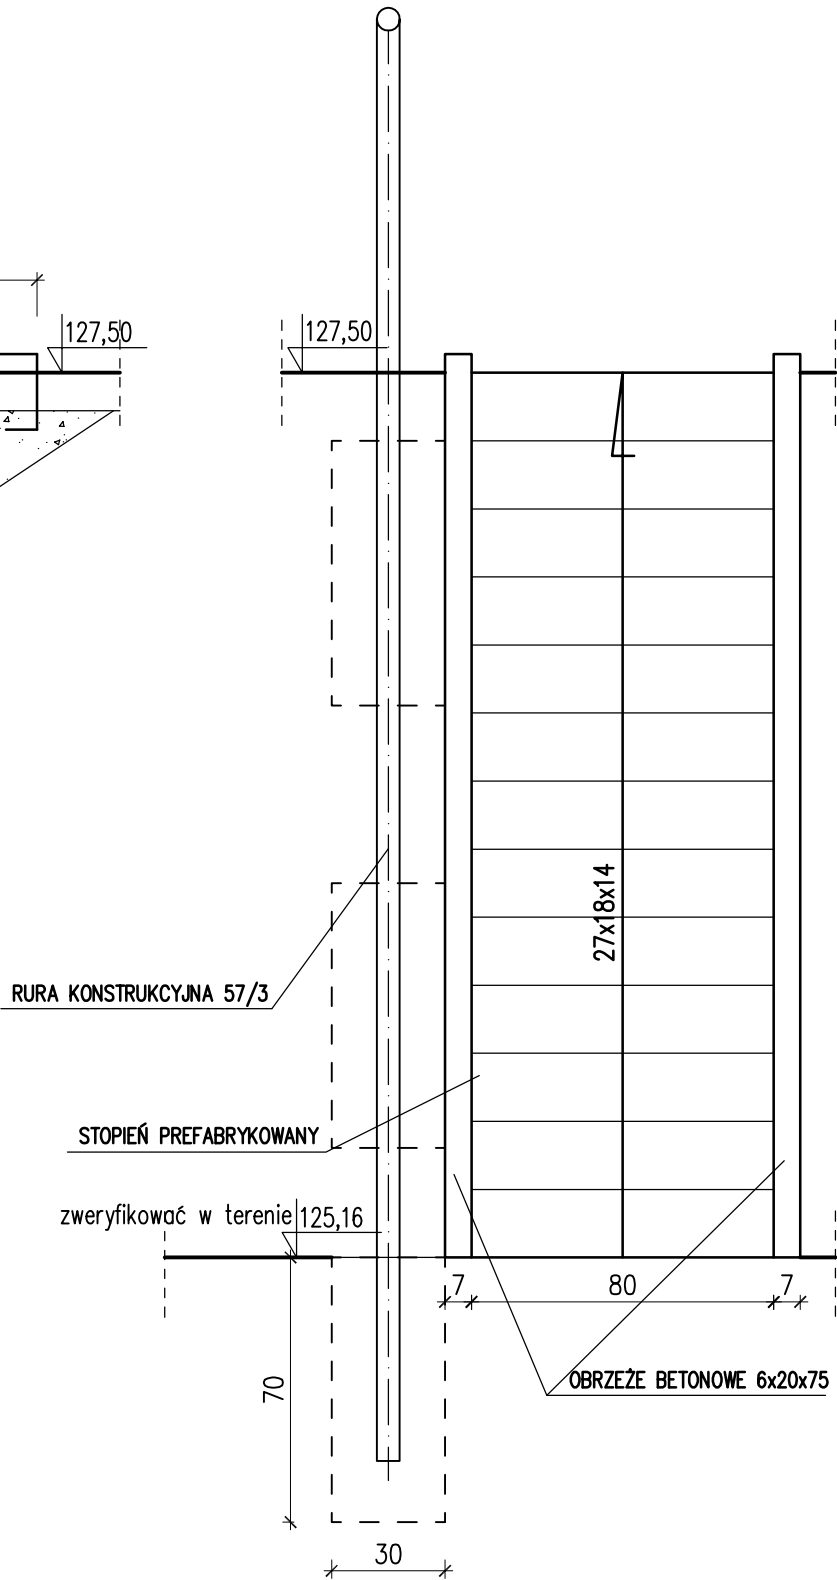 127,50
127,50
27x18x14
RURA KONSTRUKCYJNA 57/3
STOPIEŃ PREFABRYKOWANY
zweryfikować w terenie 125,16
7 80 7
70
OBRZEŻE BETONOWE 6x20x75
30